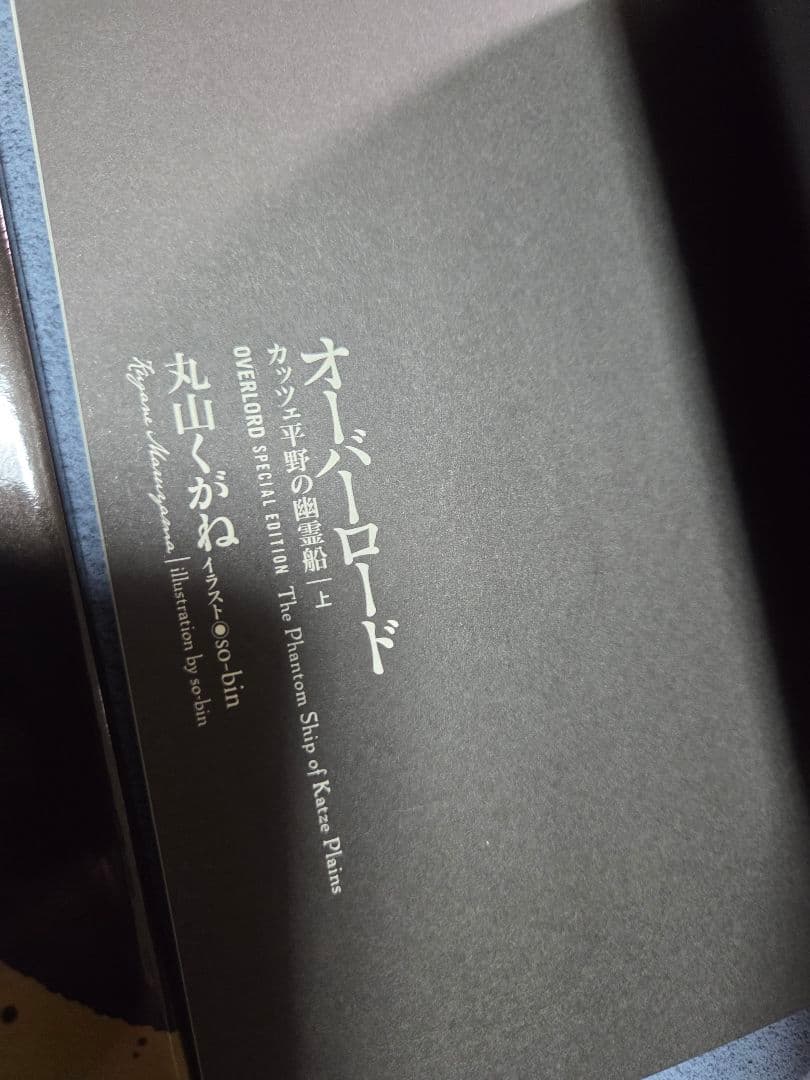 オーバーロード
カッツェ平野の幽霊船｜上
OVERLORD SPECIAL EDITION The Phantom Ship of Katze Plains
丸山くがね イラスト◉so-bin
Kugane Maruyama | illustration by so-bin